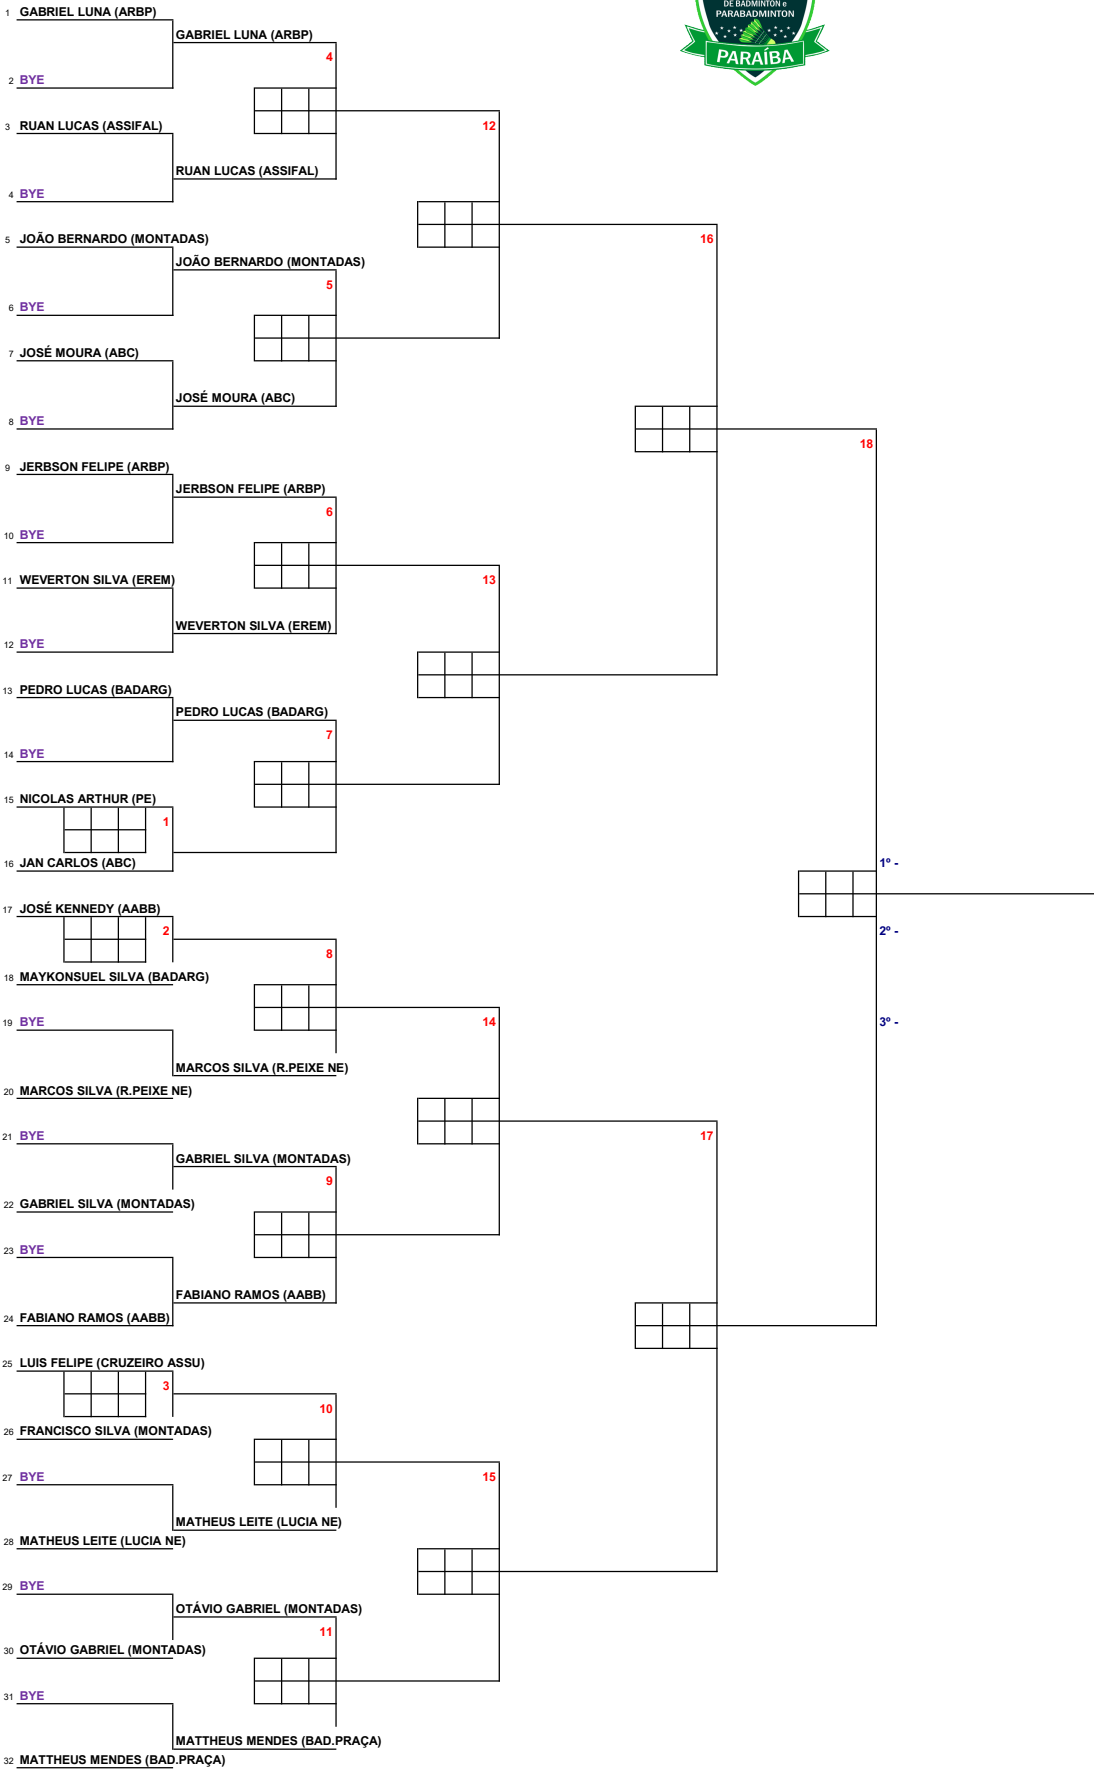 DE BADMINTON e
PARABADMINTON
PARAÍBA
1 GABRIEL LUNA (ARBP)
GABRIEL LUNA (ARBP)
4
2 BYE
3 RUAN LUCAS (ASSIFAL)
12
RUAN LUCAS (ASSIFAL)
4 BYE
5 JOÃO BERNARDO (MONTADAS)
16
JOÃO BERNARDO (MONTADAS)
5
6 BYE
7 JOSÉ MOURA (ABC)
JOSÉ MOURA (ABC)
8 BYE
18
9 JERBSON FELIPE (ARBP)
JERBSON FELIPE (ARBP)
6
10 BYE
11 WEVERTON SILVA (EREM)
13
WEVERTON SILVA (EREM)
12 BYE
13 PEDRO LUCAS (BADARG)
PEDRO LUCAS (BADARG)
7
14 BYE
15 NICOLAS ARTHUR (PE)
1
16 JAN CARLOS (ABC)
1º -
17 JOSÉ KENNEDY (AABB)
2
2º -
8
18 MAYKONSUEL SILVA (BADARG)
19 BYE
14
3º -
MARCOS SILVA (R.PEIXE NE)
20 MARCOS SILVA (R.PEIXE NE)
21 BYE
17
GABRIEL SILVA (MONTADAS)
9
22 GABRIEL SILVA (MONTADAS)
23 BYE
FABIANO RAMOS (AABB)
24 FABIANO RAMOS (AABB)
25 LUIS FELIPE (CRUZEIRO ASSU)
3
10
26 FRANCISCO SILVA (MONTADAS)
27 BYE
15
MATHEUS LEITE (LUCIA NE)
28 MATHEUS LEITE (LUCIA NE)
29 BYE
OTÁVIO GABRIEL (MONTADAS)
11
30 OTÁVIO GABRIEL (MONTADAS)
31 BYE
MATTHEUS MENDES (BAD.PRAÇA)
32 MATTHEUS MENDES (BAD.PRAÇA)